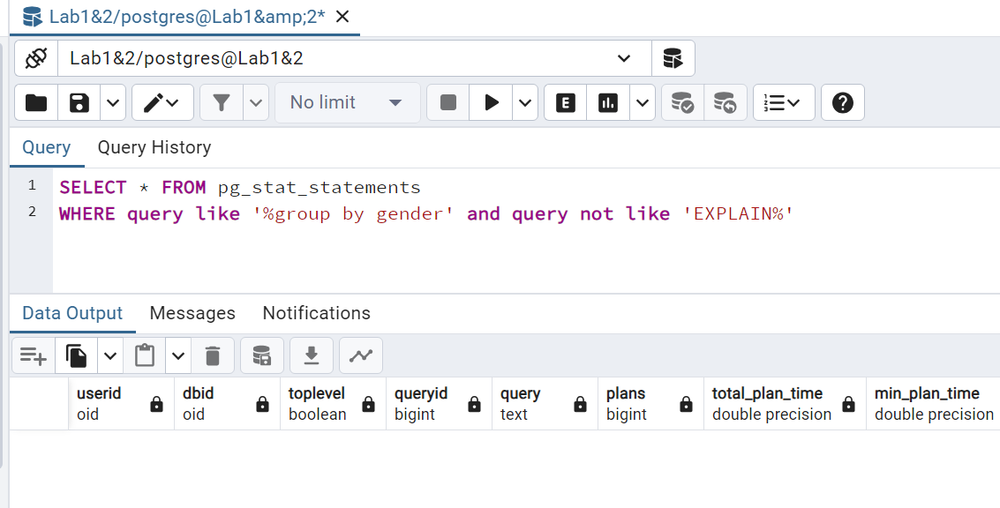 Lab1&2/postgres@Lab1&amp;2*
Lab1&2/postgres@Lab1&2
No limit
E
Query Query History
1 SELECT * FROM pg_stat_statements
2 WHERE query like '%group by gender' and query not like 'EXPLAIN%'
Data Output Messages Notifications
userid dbid toplevel queryid query plans total_plan_time min_plan_time
oid oid boolean bigint text bigint double precision double precision